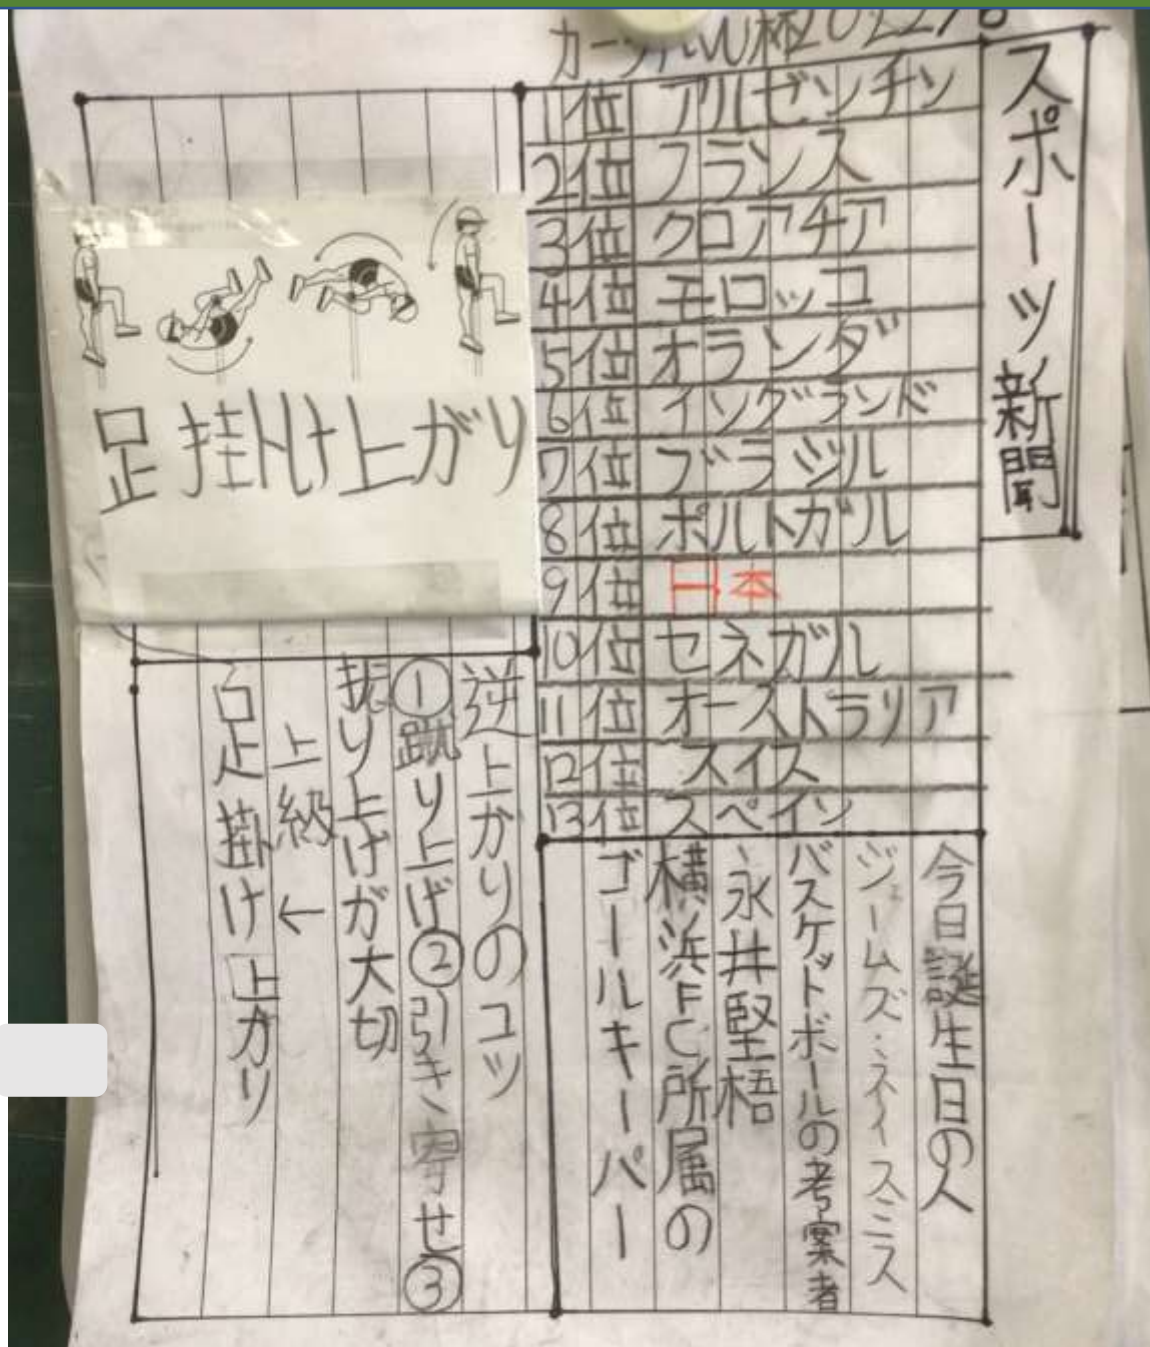 スポーツ新聞
1位 アルゼンチン
2位 フランス
3位 クロアチア
4位 モロッコ
5位 オランダ
6位 イングランド
7位 ブラジル
8位 ポルトガル
9位 日本
10位 セネガル
11位 オーストラリア
12位 スイス
13位 スペイン
今日誕生日の人
ジェームズ・ネイスミス
バスケットボールの考案者
、永井堅梧
横浜FC所属の
ゴールキーパー
足掛け上がり
逆上がりのコツ
①蹴り上げ②引き寄せ③
振り上げが大切
上級←
足掛け上がり